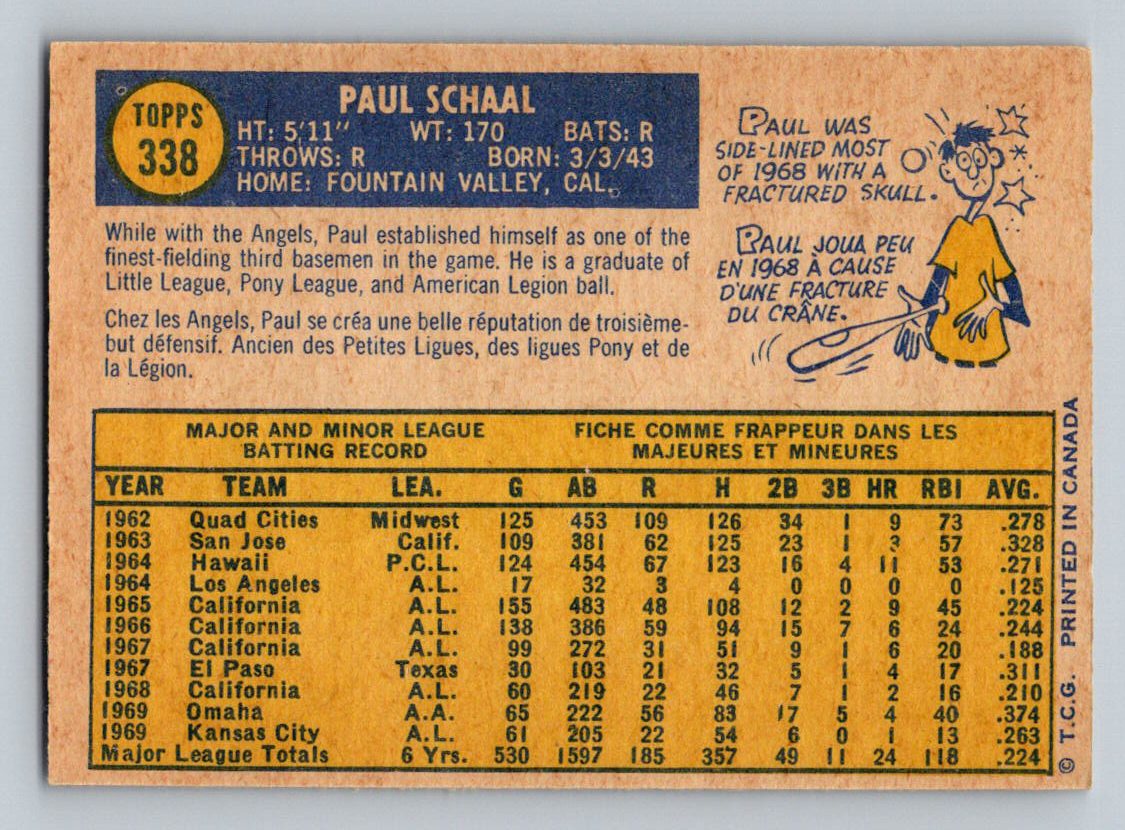 TOPPS
338
PAUL SCHAAL
HT: 5'11" WT: 170 BATS: R
THROWS: R BORN: 3/3/43
HOME: FOUNTAIN VALLEY, CAL.
While with the Angels, Paul established himself as one of the
finest-fielding third basemen in the game. He is a graduate of
Little League, Pony League, and American Legion ball.
Chez les Angels, Paul se créa une belle réputation de troisième-
but défensif. Ancien des Petites Ligues, des ligues Pony et de
la Légion.
PAUL WAS
SIDE-LINED MOST
OF 1968 WITH A
FRACTURED SKULL.
PAUL JOUA PEU
EN 1968 À CAUSE
D'UNE FRACTURE
DU CRÂNE.
MAJOR AND MINOR LEAGUE
BATTING RECORD
FICHE COMME FRAPPEUR DANS LES
MAJEURES ET MINEURES
YEAR TEAM LEA. G AB R H 2B 3B HR RBI AVG.
1962 Quad Cities Midwest 125 453 109 126 34 1 9 73 .278
1963 San Jose Calif. 109 381 62 125 23 1 3 57 .328
1964 Hawaii P.C.L. 124 454 67 123 16 4 11 53 .271
1964 Los Angeles A.L. 17 32 3 4 0 0 0 0 .125
1965 California A.L. 155 483 48 108 12 2 9 45 .224
1966 California A.L. 138 386 59 94 15 7 6 24 .244
1967 California A.L. 99 272 31 51 9 1 6 20 .188
1967 El Paso Texas 30 103 21 32 5 1 4 17 .311
1968 California A.L. 60 219 22 46 7 1 2 16 .210
1969 Omaha A.A. 65 222 56 83 17 5 4 40 .374
1969 Kansas City A.L. 61 205 22 54 6 0 1 13 .263
Major League Totals 6 Yrs. 530 1597 185 357 49 11 24 118 .224
© T.C.G. PRINTED IN CANADA